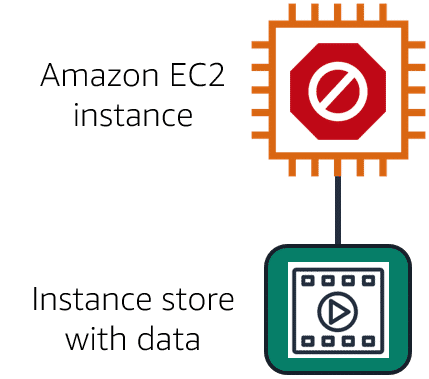 Amazon EC2
instance
Instance store
with data